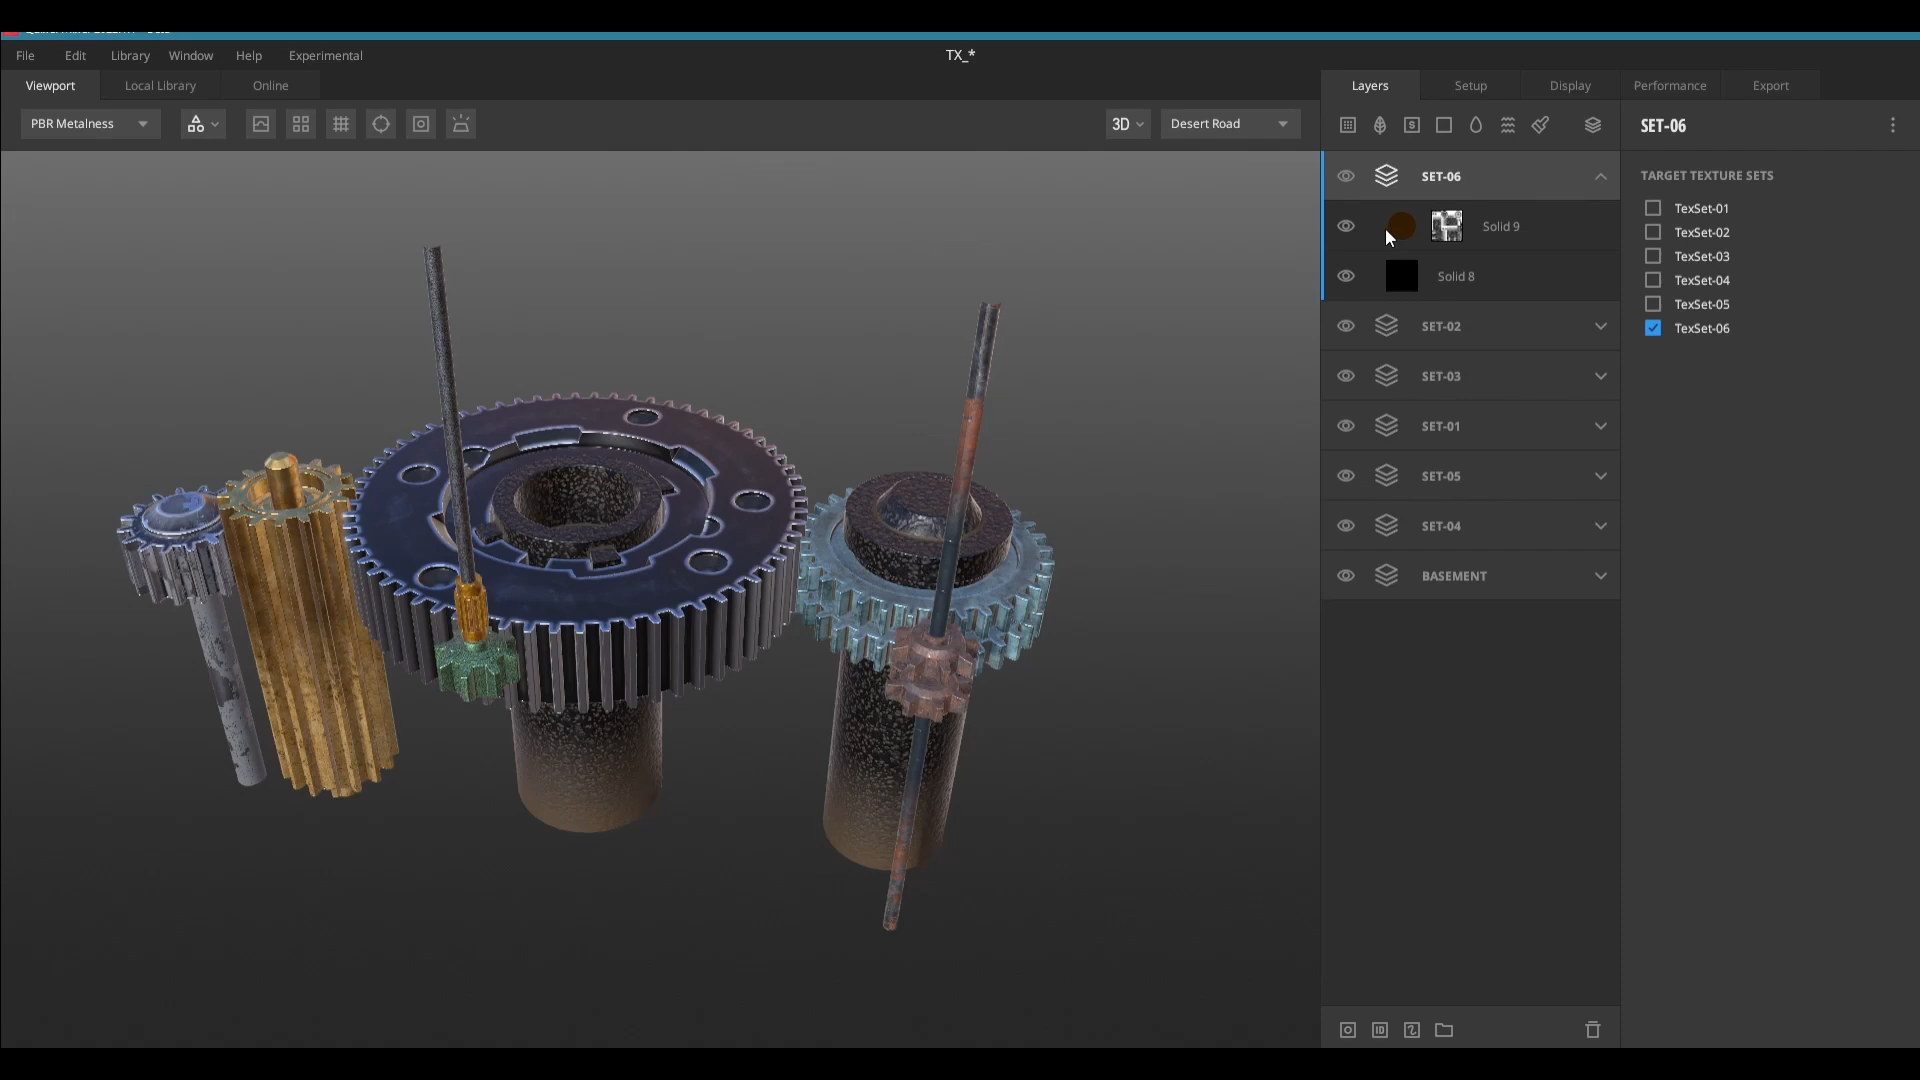 File Edit Library Window Help Experimental TX_*
Viewport Local Library Online Layers Setup Display Performance Export
PBR Metalness 3D Desert Road
SET-06
SET-06
TARGET TEXTURE SETS
TexSet-01
Solid 9
TexSet-02
TexSet-03
Solid 8
TexSet-04
TexSet-05
SET-02
TexSet-06
SET-03
SET-01
SET-05
SET-04
BASEMENT